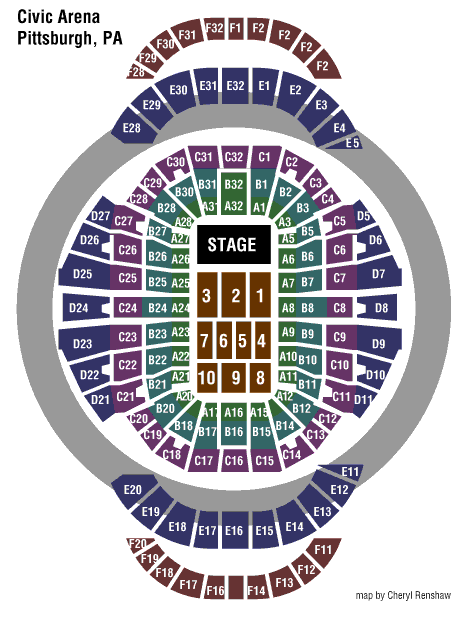 Civic Arena
Pittsburgh, PA
F28 F29 F30 F31 F32 F1 F2 F2 F2 F2
E28 E29 E30 E31 E32 E1 E2 E3 E4 E5
C28 C29 C30 C31 C32 C1 C2 C3 C4
B28 B30 B31 B32 B1 B2 B3
A28 A31 A32 A1 A3
D27 C27 B27 A27 STAGE A5 B5 C5 D5
D26 C26 B26 A26 A6 B6 C6 D6
D25 C25 B25 A25 3 2 1 A7 B7 C7 D7
D24 C24 B24 A24 A8 B8 C8 D8
D23 C23 B23 A23 7 6 5 4 A9 B9 C9 D9
D22 C22 B22 A22 A10 B10 C10 D10
D21 C21 B21 A21 10 9 8 A11 B11 C11 D11
A20 A17 A16 A15 A12
B20 B18 B17 B16 B15 B14 B12
C20 C19 C18 C17 C16 C15 C14 C13 C12
E20 E19 E18 E17 E16 E15 E14 E13 E12 E11
F20 F19 F18 F17 F16 F14 F13 F12 F11
map by Cheryl Renshaw